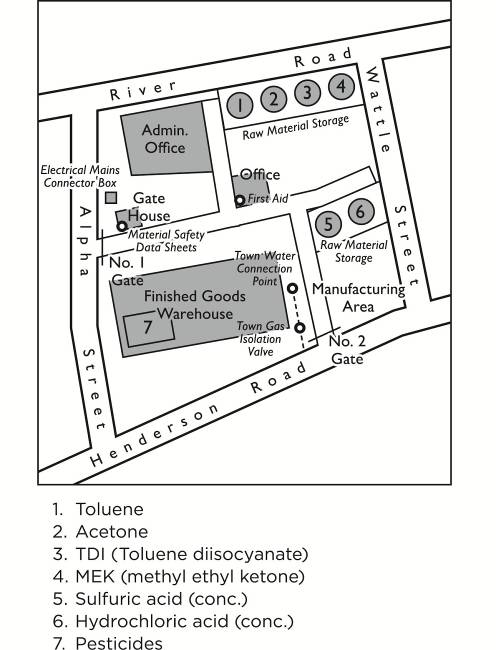 River Road
Wattle Street
1 2 3 4
Raw Material Storage
Admin.
Office
Electrical Mains
Connector Box
Office
First Aid
Gate
House
Material Safety
Data Sheets
Alpha Street
No. 1
Gate
5 6
Raw Material
Storage
Town Water
Connection
Point
Manufacturing
Area
Finished Goods
Warehouse
7
Town Gas
Isolation
Valve
No. 2
Gate
Henderson Road
1. Toluene
2. Acetone
3. TDI (Toluene diisocyanate)
4. MEK (methyl ethyl ketone)
5. Sulfuric acid (conc.)
6. Hydrochloric acid (conc.)
7. Pesticides